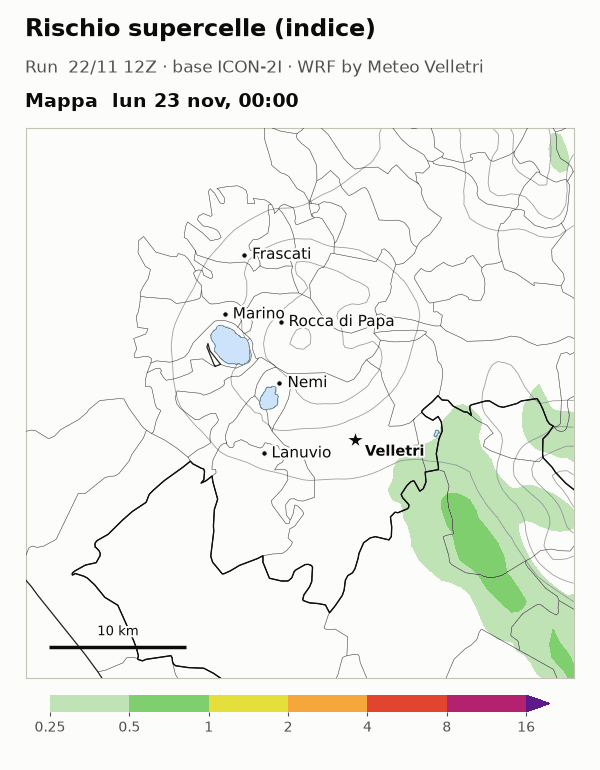 Rischio supercelle (indice)
Run  22/11 12Z · base ICON-2I · WRF by Meteo Velletri
Mappa  lun 23 nov, 00:00
Frascati
Marino
Rocca di Papa
Nemi
Velletri
Lanuvio
10 km
0.25 0.5 1 2 4 8 16